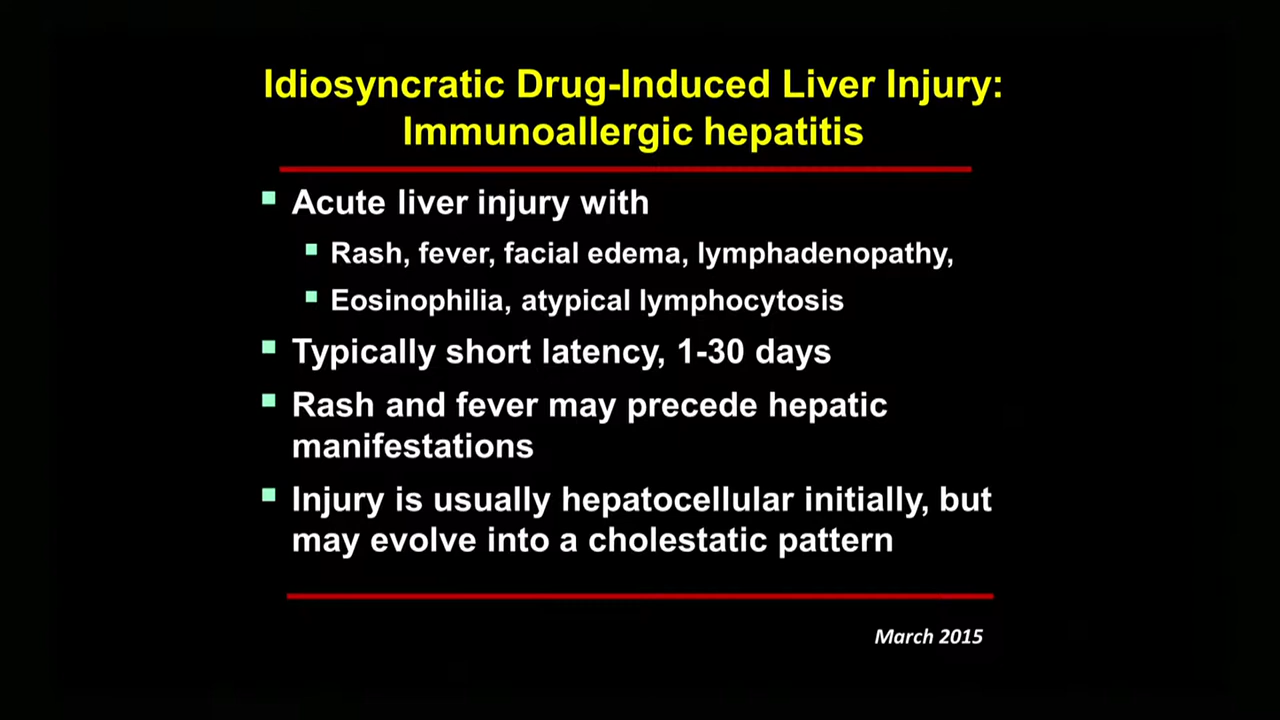 Idiosyncratic Drug-Induced Liver Injury:
Immunoallergic hepatitis
Acute liver injury with
Rash, fever, facial edema, lymphadenopathy,
Eosinophilia, atypical lymphocytosis
Typically short latency, 1-30 days
Rash and fever may precede hepatic
manifestations
Injury is usually hepatocellular initially, but
may evolve into a cholestatic pattern
March 2015